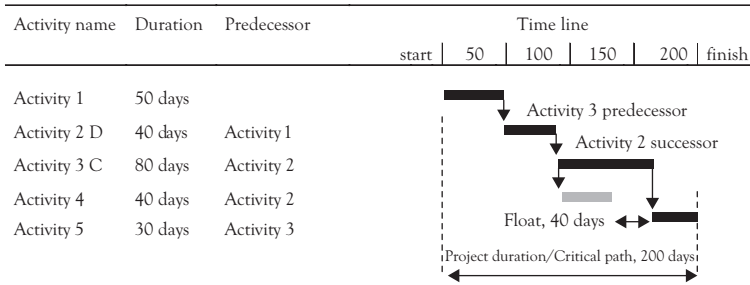 Activity name Duration Predecessor Time line
start 50 100 150 200 finish
Activity 1 50 days
Activity 3 predecessor
Activity 2 D 40 days Activity 1
Activity 2 successor
Activity 3 C 80 days Activity 2
Activity 4 40 days Activity 2
Float, 40 days
Activity 5 30 days Activity 3
Project duration/Critical path, 200 days